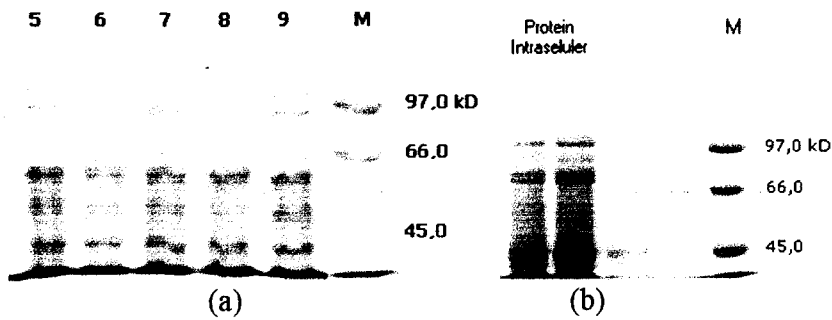 5 6 7 8 9 M
97,0 kD
66,0
45,0
(a)
Protein
Intraseluler
M
97,0 kD
66,0
45,0
(b)